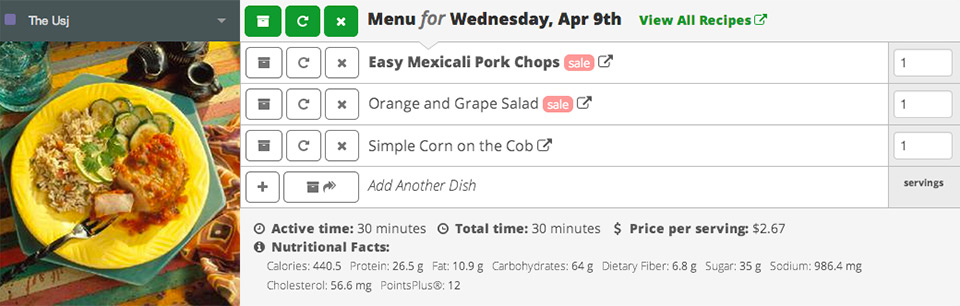 The Usj
Menu for Wednesday, Apr 9th View All Recipes
Easy Mexicali Pork Chops sale 1
Orange and Grape Salad sale 1
Simple Corn on the Cob 1
Add Another Dish servings
Active time: 30 minutes Total time: 30 minutes $ Price per serving: $2.67
Nutritional Facts:
Calories: 440.5 Protein: 26.5 g Fat: 10.9 g Carbohydrates: 64 g Dietary Fiber: 6.8 g Sugar: 35 g Sodium: 986.4 mg
Cholesterol: 56.6 mg PointsPlus®: 12